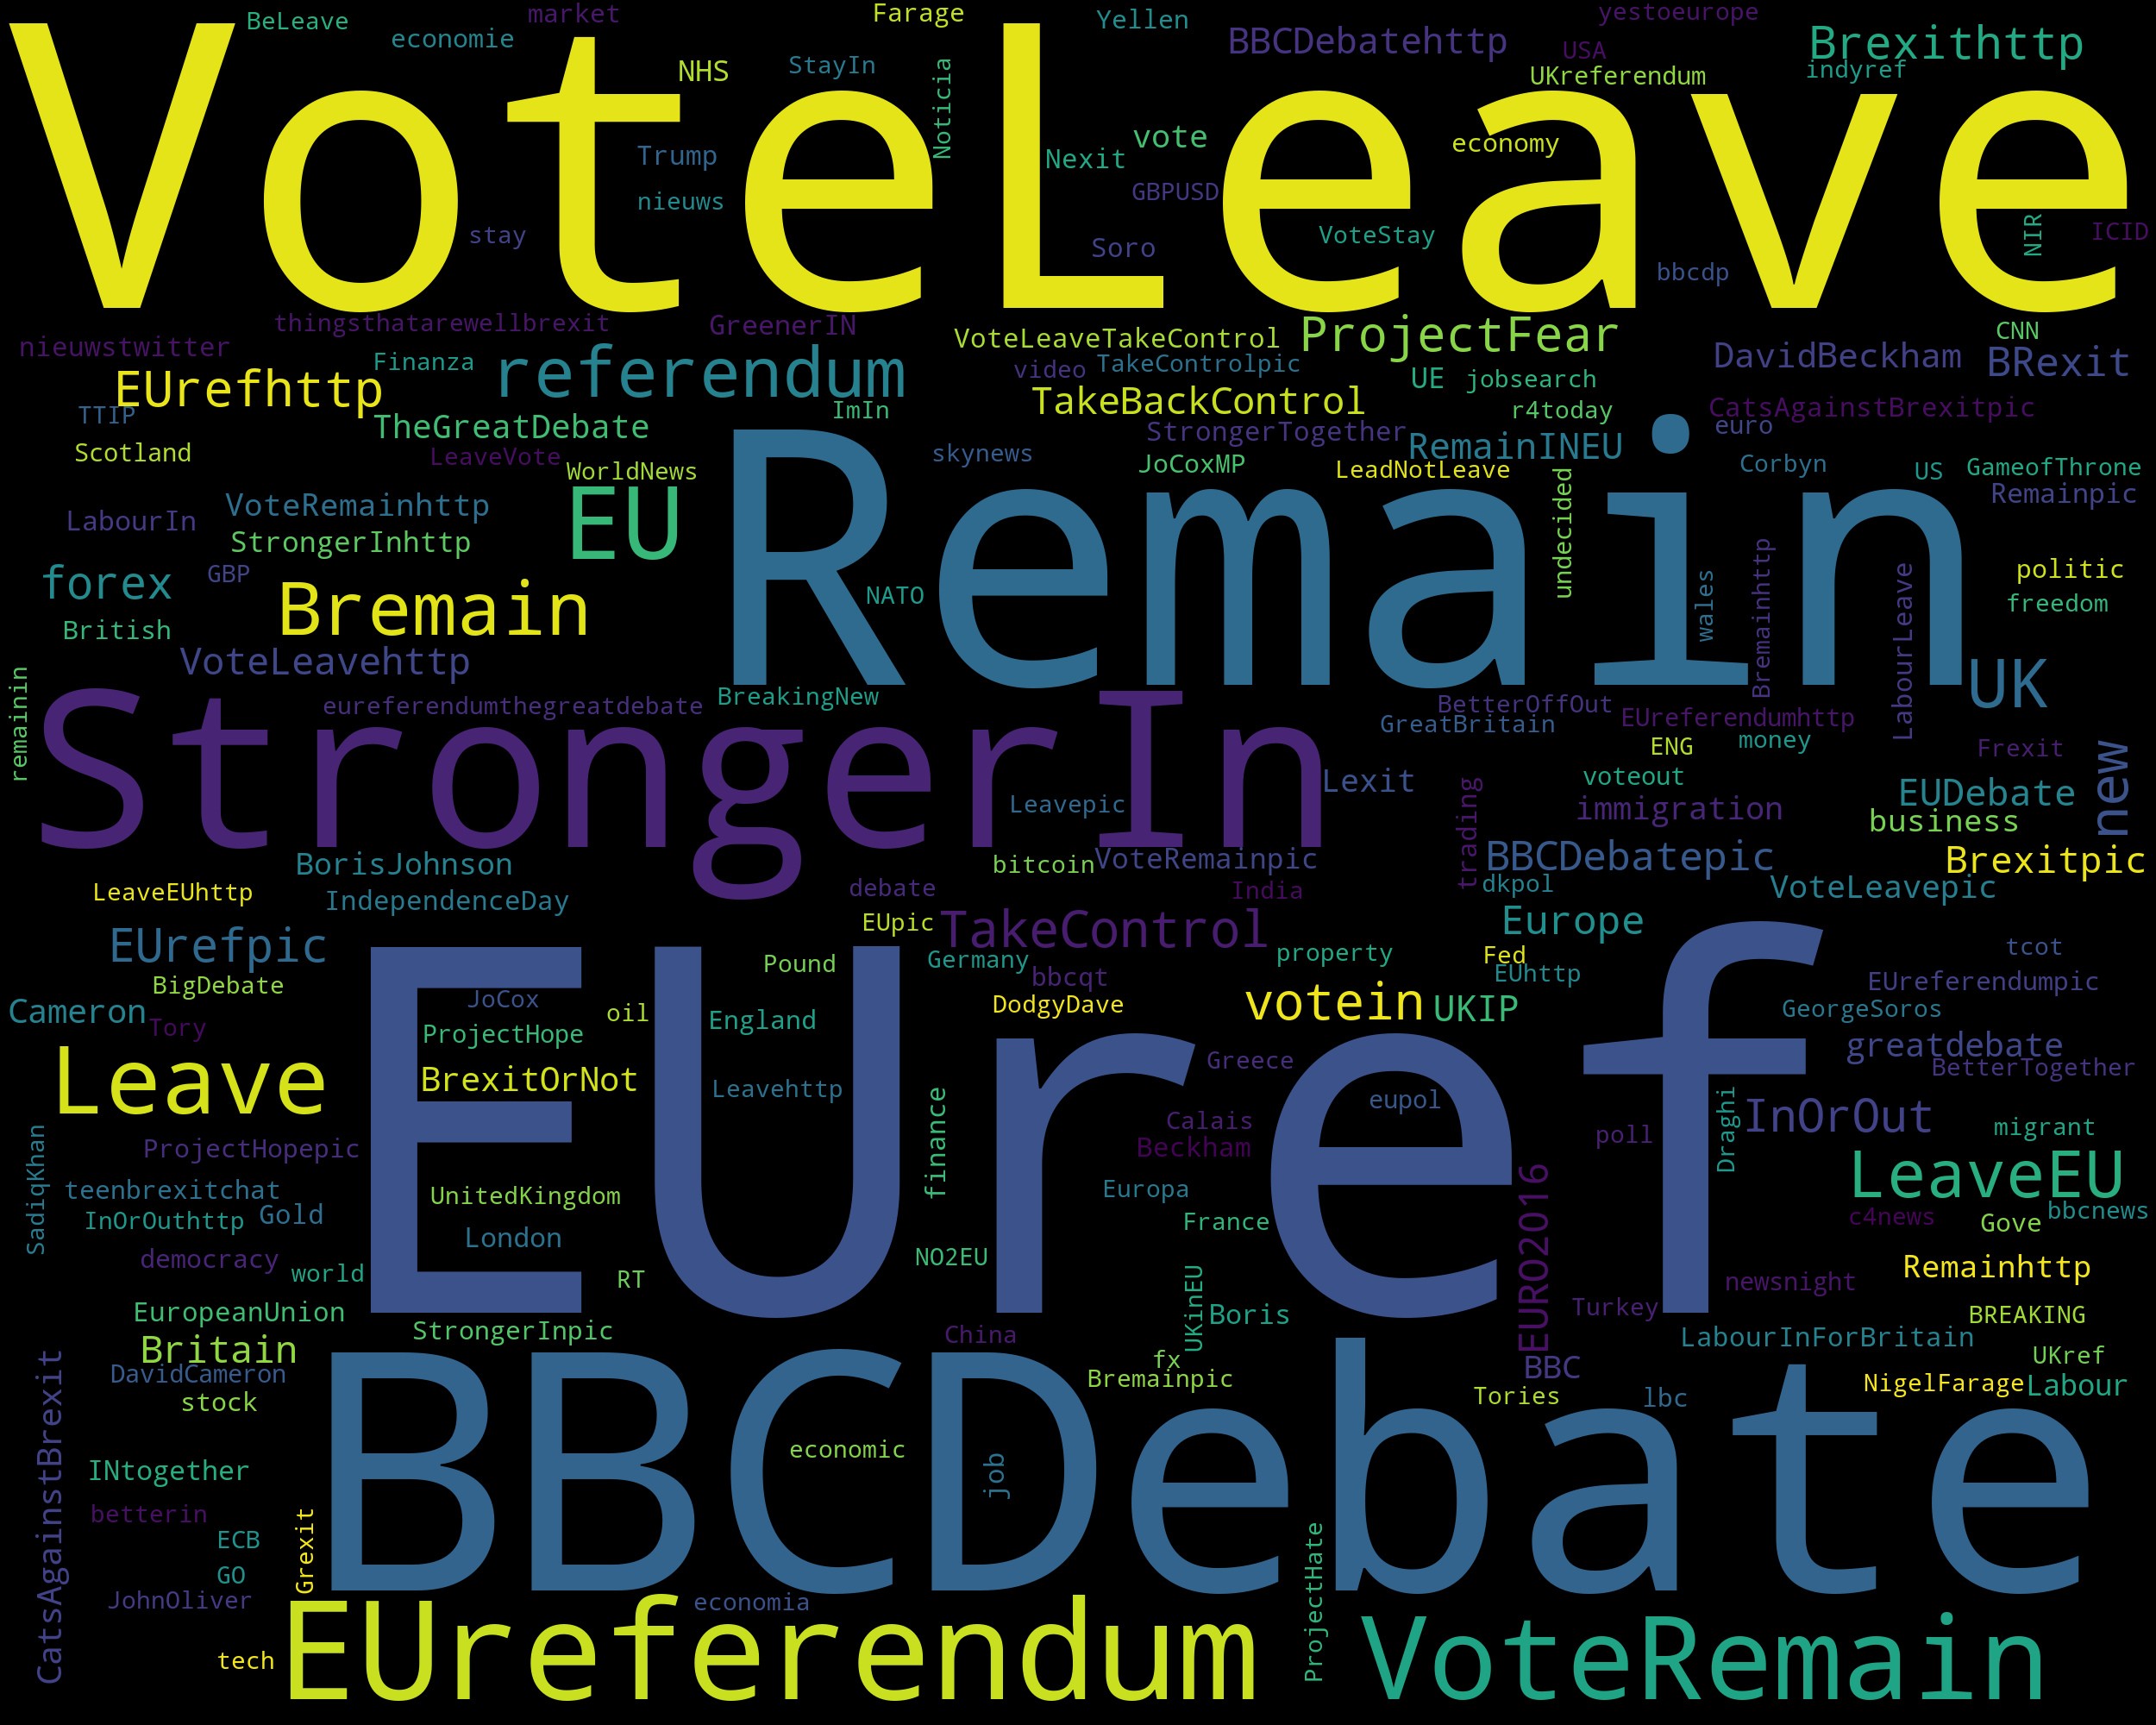 VoteLeave
BeLeave
market
Farage
Yellen
yestoeurope
economie
BBCDebatehttp
USA
Brexithttp
NHS
StayIn
UKreferendum
indyref
Noticia
vote
economy
Trump
Nexit
nieuws
GBPUSD
stay
Soro
VoteStay
bbcdp
NIR
ICID
thingsthatarewellbrexit
GreenerIN
VoteLeaveTakeControl
ProjectFear
CNN
nieuwstwitter
Finanza
referendum
video
TakeControlpic
DavidBeckham
BRexit
EUrefhttp
UE
jobsearch
TTIP
ImIn
TakeBackControl
r4today
CatsAgainstBrexitpic
TheGreatDebate
StrongerTogether
euro
Scotland
LeaveVote
WorldNews
skynews
JoCoxMP
RemainINEU
LeadNotLeave
Corbyn
US
GameofThrone
Remain
VoteRemainhttp
EU
undecided
Remainpic
LabourIn
StrongerInhttp
forex
GBP
NATO
wales
Bremainhttp
LabourLeave
politic
freedom
British
Bremain
VoteLeavehttp
UK
remainin
eureferendumthegreatdebate
BreakingNew
BetterOffOut
GreatBritain
EUreferendumhttp
StrongerIn
ENG
money
Frexit
new
Lexit
voteout
EUDebate
Leavepic
trading
immigration
business
BorisJohnson
bitcoin
VoteRemainpic
BBCDebatepic
Brexitpic
LeaveEUhttp
IndependenceDay
debate
India
dkpol
VoteLeavepic
EUpic
TakeControl
Europe
EUrefpic
Pound
Germany
property
Fed
tcot
BigDebate
bbcqt
EUhttp
EUreferendumpic
Cameron
Tory
JoCox
oil
England
DodgyDave
votein
UKIP
GeorgeSoros
ProjectHope
EUref
greatdebate
Leave
BrexitOrNot
Leavehttp
Greece
BetterTogether
finance
eupol
SadiqKhan
ProjectHopepic
Calais
Beckham
poll
Draghi
InOrOut
migrant
teenbrexitchat
UnitedKingdom
Europa
EURO2016
LeaveEU
InOrOuthttp
Gold
London
France
c4news
Gove
bbcnews
democracy
world
RT
NO2EU
UKinEU
newsnight
Remainhttp
EuropeanUnion
Boris
Turkey
BREAKING
StrongerInpic
China
LabourInForBritain
Britain
fx
BBC
UKref
DavidCameron
Bremainpic
stock
Tories
lbc
NigelFarage
Labour
CatsAgainstBrexit
BBCDebate
economic
INtogether
job
betterin
Grexit
ProjectHate
ECB
GO
JohnOliver
economia
EUreferendum
VoteRemain
tech